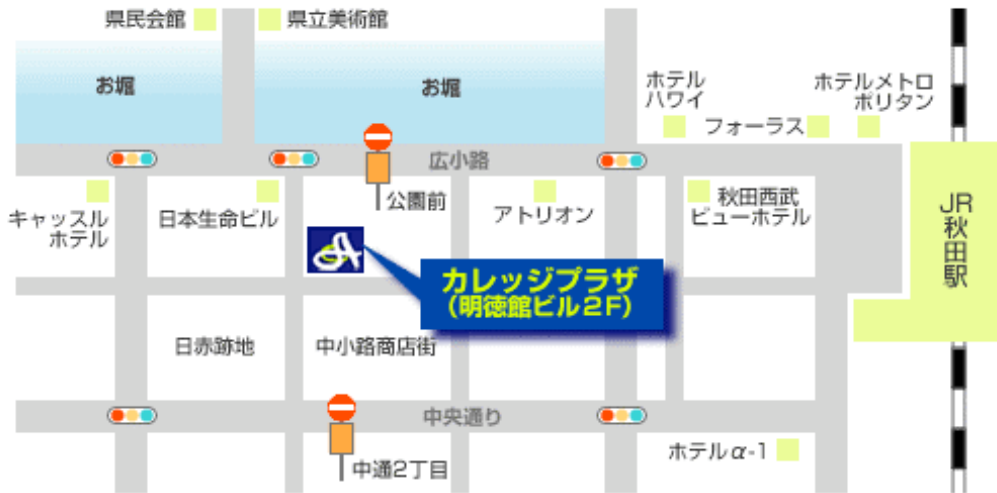 県民会館
県立美術館
お堀
お堀
ホテル
ハワイ
ホテルメトロ
ポリタン
フォーラス
広小路
キャッスル
ホテル
日本生命ビル
公園前
アトリオン
秋田西武
ビューホテル
JR
秋
田
駅
カレッジプラザ
(明徳館ビル2F)
日赤跡地
中小路商店街
中央通り
中通2丁目
ホテルα-1